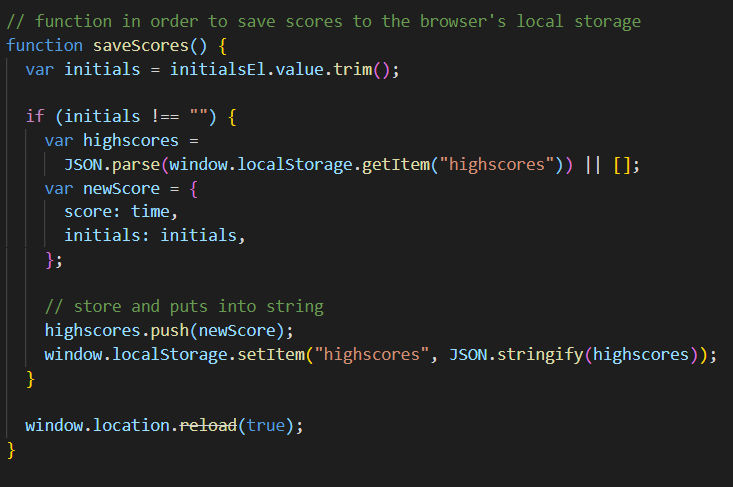 // function in order to save scores to the browser's local storage
function saveScores() {
  var initials = initialsEl.value.trim();

  if (initials !== "") {
    var highscores =
      JSON.parse(window.localStorage.getItem("highscores")) || [];
    var newScore = {
      score: time,
      initials: initials,
    };

    // store and puts into string
    highscores.push(newScore);
    window.localStorage.setItem("highscores", JSON.stringify(highscores));
  }

  window.location.reload(true);
}